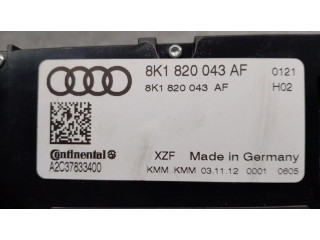 8K1 820 043 AF 0121
8K1 820 043 AF H02
Continental
A2C37833400
XZF Made in Germany
KMM KMM 03.11.12 0001 0605